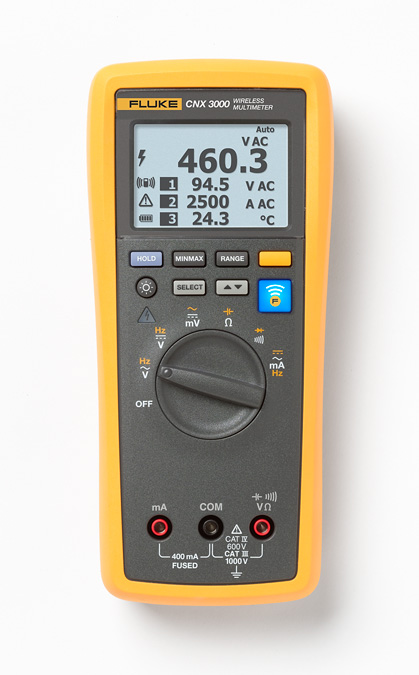 FLUKE CNX 3000 WIRELESS MULTIMETER
Auto
V AC
460.3
1 94.5 V AC
2 2500 A AC
3 24.3 °C
HOLD MINMAX RANGE
SELECT
F
mV Ω
Hz V
Hz V
mA Hz
OFF
mA COM VΩ
CAT IV
600V
400 mA FUSED
CAT III
1000V